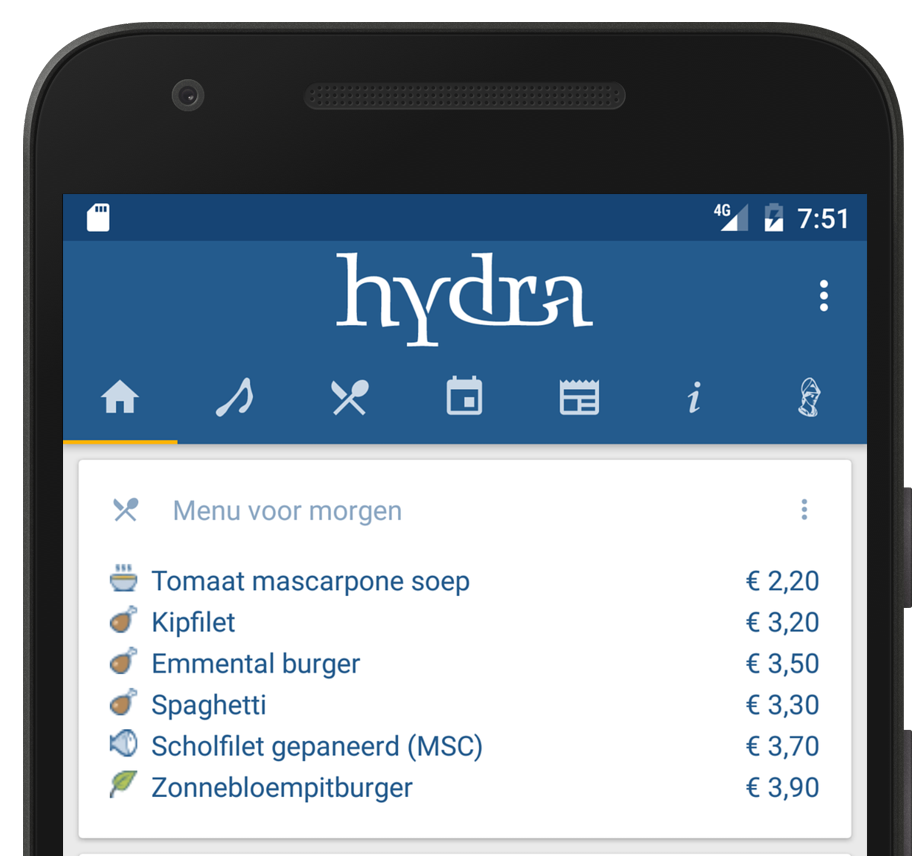 4G 7:51
hydra
i
Menu voor morgen
Tomaat mascarpone soep € 2,20
Kipfilet € 3,20
Emmental burger € 3,50
Spaghetti € 3,30
Scholfilet gepaneerd (MSC) € 3,70
Zonnebloempitburger € 3,90